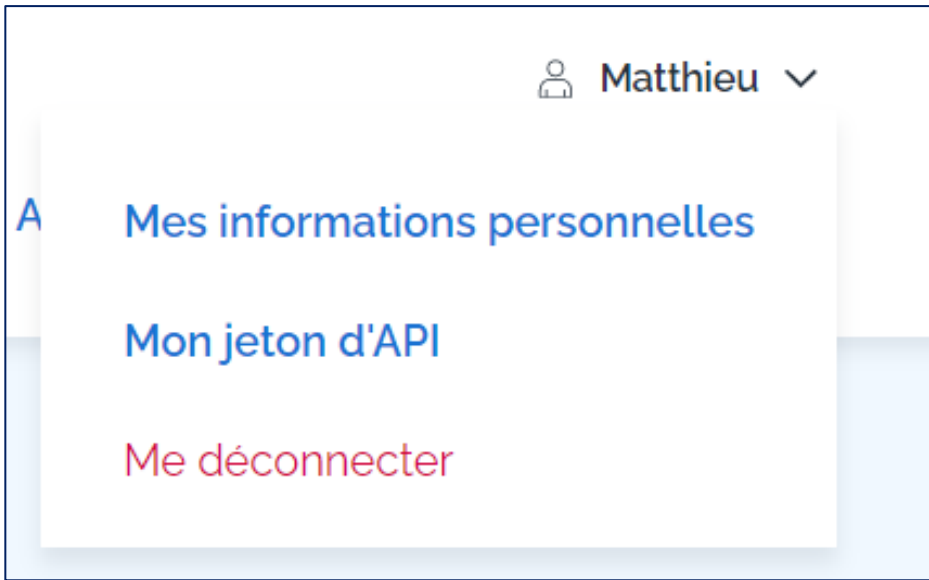 Matthieu
A
Mes informations personnelles
Mon jeton d'API
Me déconnecter